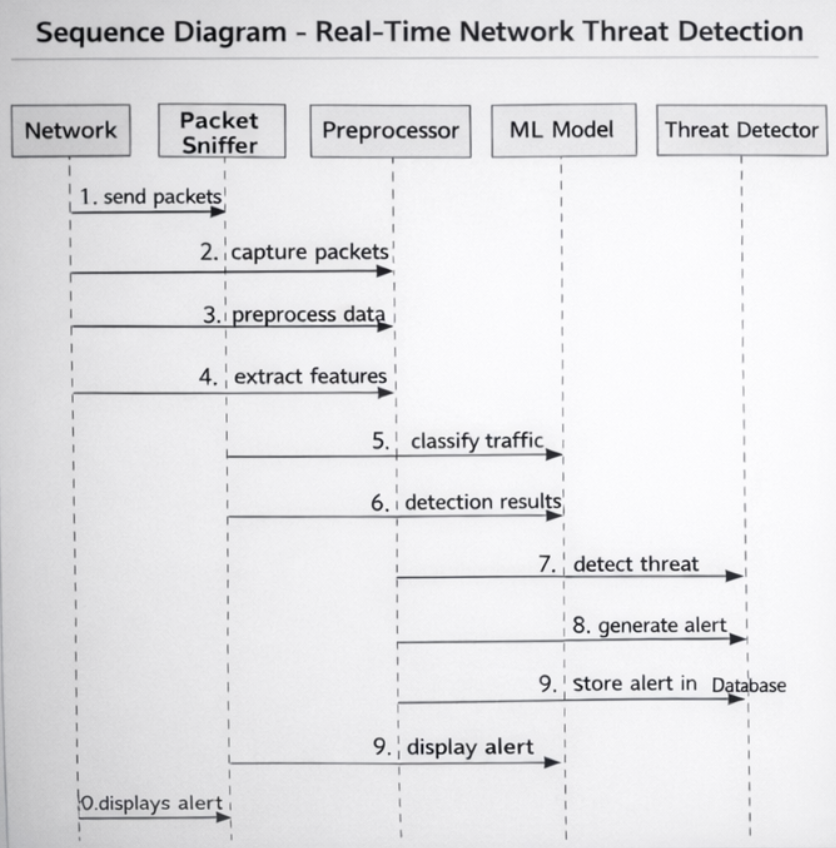 Sequence Diagram - Real-Time Network Threat Detection
Network
Packet
Sniffer
Preprocessor
ML Model
Threat Detector
1. send packets
2. capture packets
3. preprocess data
4. extract features
5. classify traffic
6. detection results
7. detect threat
8. generate alert
9. store alert in Database
9. display alert
0.displays alert